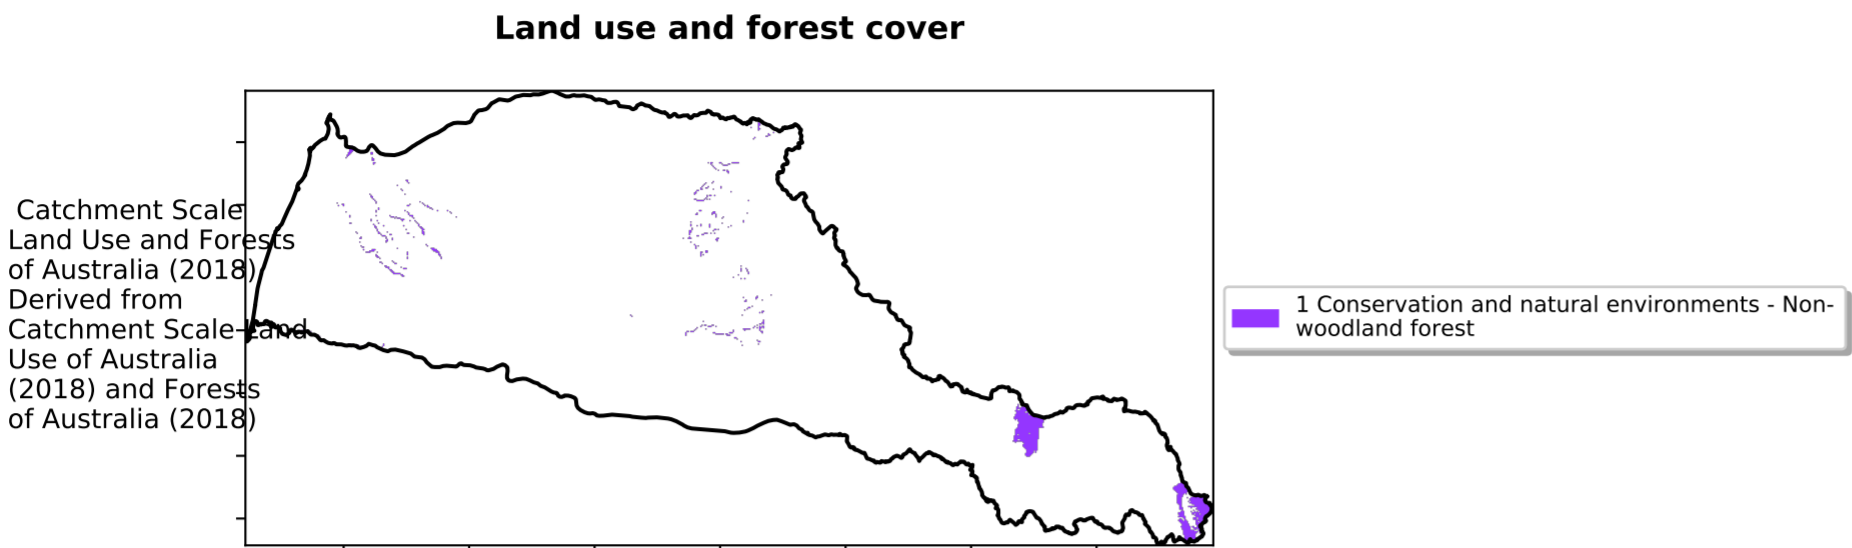 Land use and forest cover
Catchment Scale
Land Use and Forests
of Australia (2018)
Derived from
Catchment Scale Land
Use of Australia
(2018) and Forests
of Australia (2018)
1 Conservation and natural environments - Non-
woodland forest